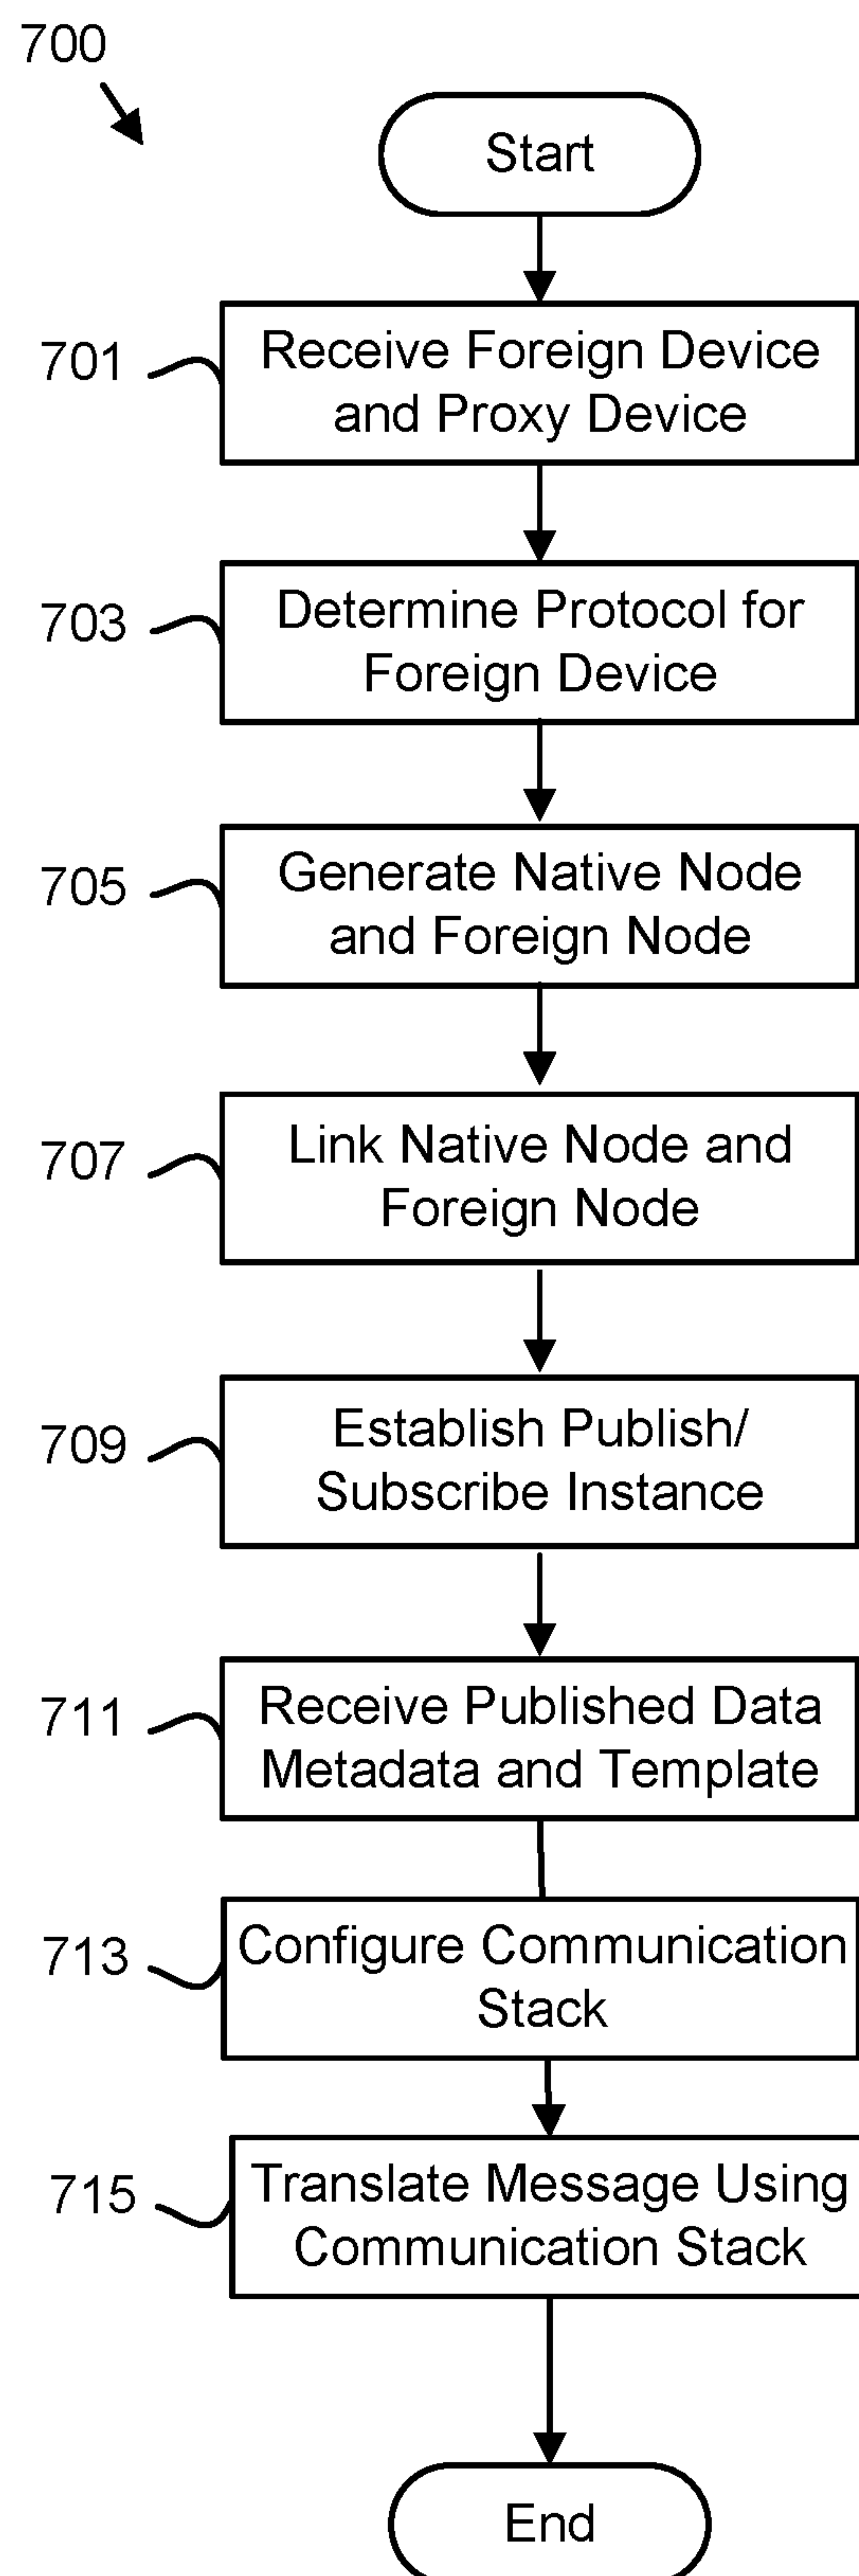 700
Start
701
Receive Foreign Device
and Proxy Device
703
Determine Protocol for
Foreign Device
705
Generate Native Node
and Foreign Node
707
Link Native Node and
Foreign Node
709
Establish Publish/
Subscribe Instance
711
Receive Published Data
Metadata and Template
713
Configure Communication
Stack
715
Translate Message Using
Communication Stack
End